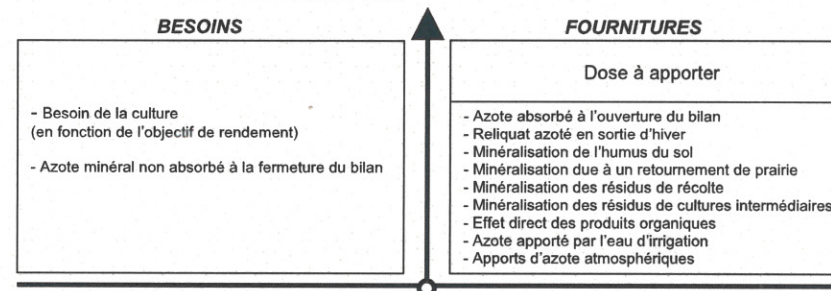 BESOINS
- Besoin de la culture
(en fonction de l'objectif de rendement)
- Azote minéral non absorbé à la fermeture du bilan
FOURNITURES
Dose à apporter
- Azote absorbé à l'ouverture du bilan
- Reliquat azoté en sortie d'hiver
- Minéralisation de l'humus du sol
- Minéralisation due à un retournement de prairie
- Minéralisation des résidus de récolte
- Minéralisation des résidus de cultures intermédiaires
- Effet direct des produits organiques
- Azote apporté par l'eau d'irrigation
- Apports d'azote atmosphériques